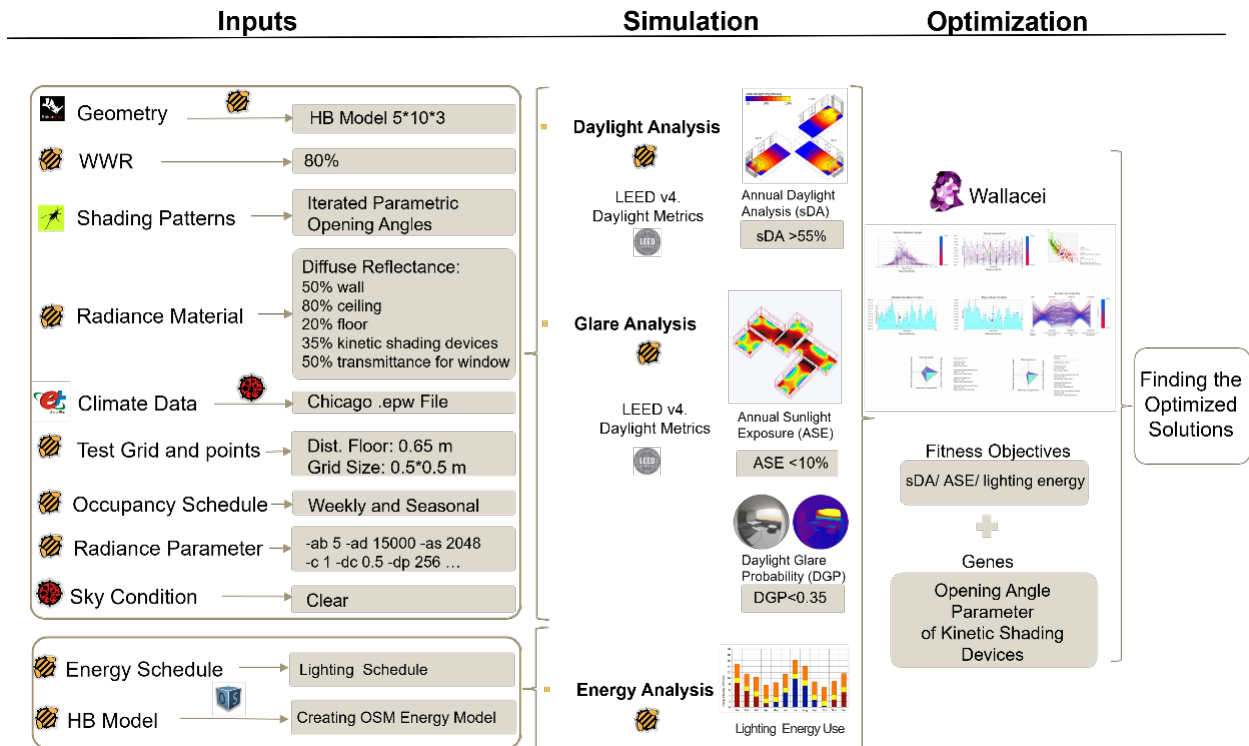 Inputs
Simulation
Optimization
Geometry
HB Model 5*10*3
WWR
80%
Shading Patterns
Iterated Parametric
Opening Angles
Radiance Material
Diffuse Reflectance:
50% wall
80% ceiling
20% floor
35% kinetic shading devices
50% transmittance for window
Climate Data
Chicago .epw File
Test Grid and points
Dist. Floor: 0.65 m
Grid Size: 0.5*0.5 m
Occupancy Schedule
Weekly and Seasonal
Radiance Parameter
-ab 5 -ad 15000 -as 2048
-c 1 -dc 0.5 -dp 256 ...
Sky Condition
Clear
Energy Schedule
Lighting Schedule
OS
HB Model
Creating OSM Energy Model
Daylight Analysis
LEED v4.
Daylight Metrics
LEED
Annual Daylight
Analysis (sDA)
sDA >55%
Glare Analysis
LEED v4.
Daylight Metrics
LEED
Annual Sunlight
Exposure (ASE)
ASE <10%
Daylight Glare
Probability (DGP)
DGP<0.35
Energy Analysis
Lighting Energy Use
Wallacei
Fitness Objectives
sDA/ ASE/ lighting energy
Genes
Opening Angle
Parameter
of Kinetic Shading
Devices
Finding the
Optimized
Solutions